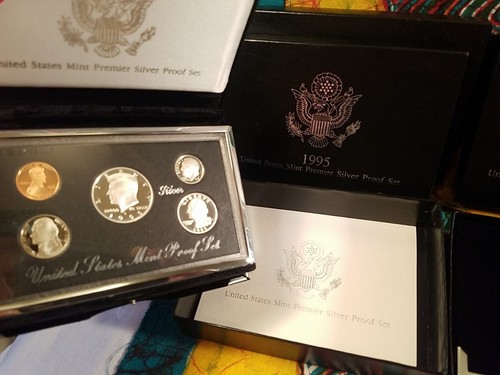 United States Mint Premier Silver Proof Set
1995
United States Mint Premier Silver Proof Set
Silver
United States Mint Proof Set
United States Mint Premier Silver Proof Set